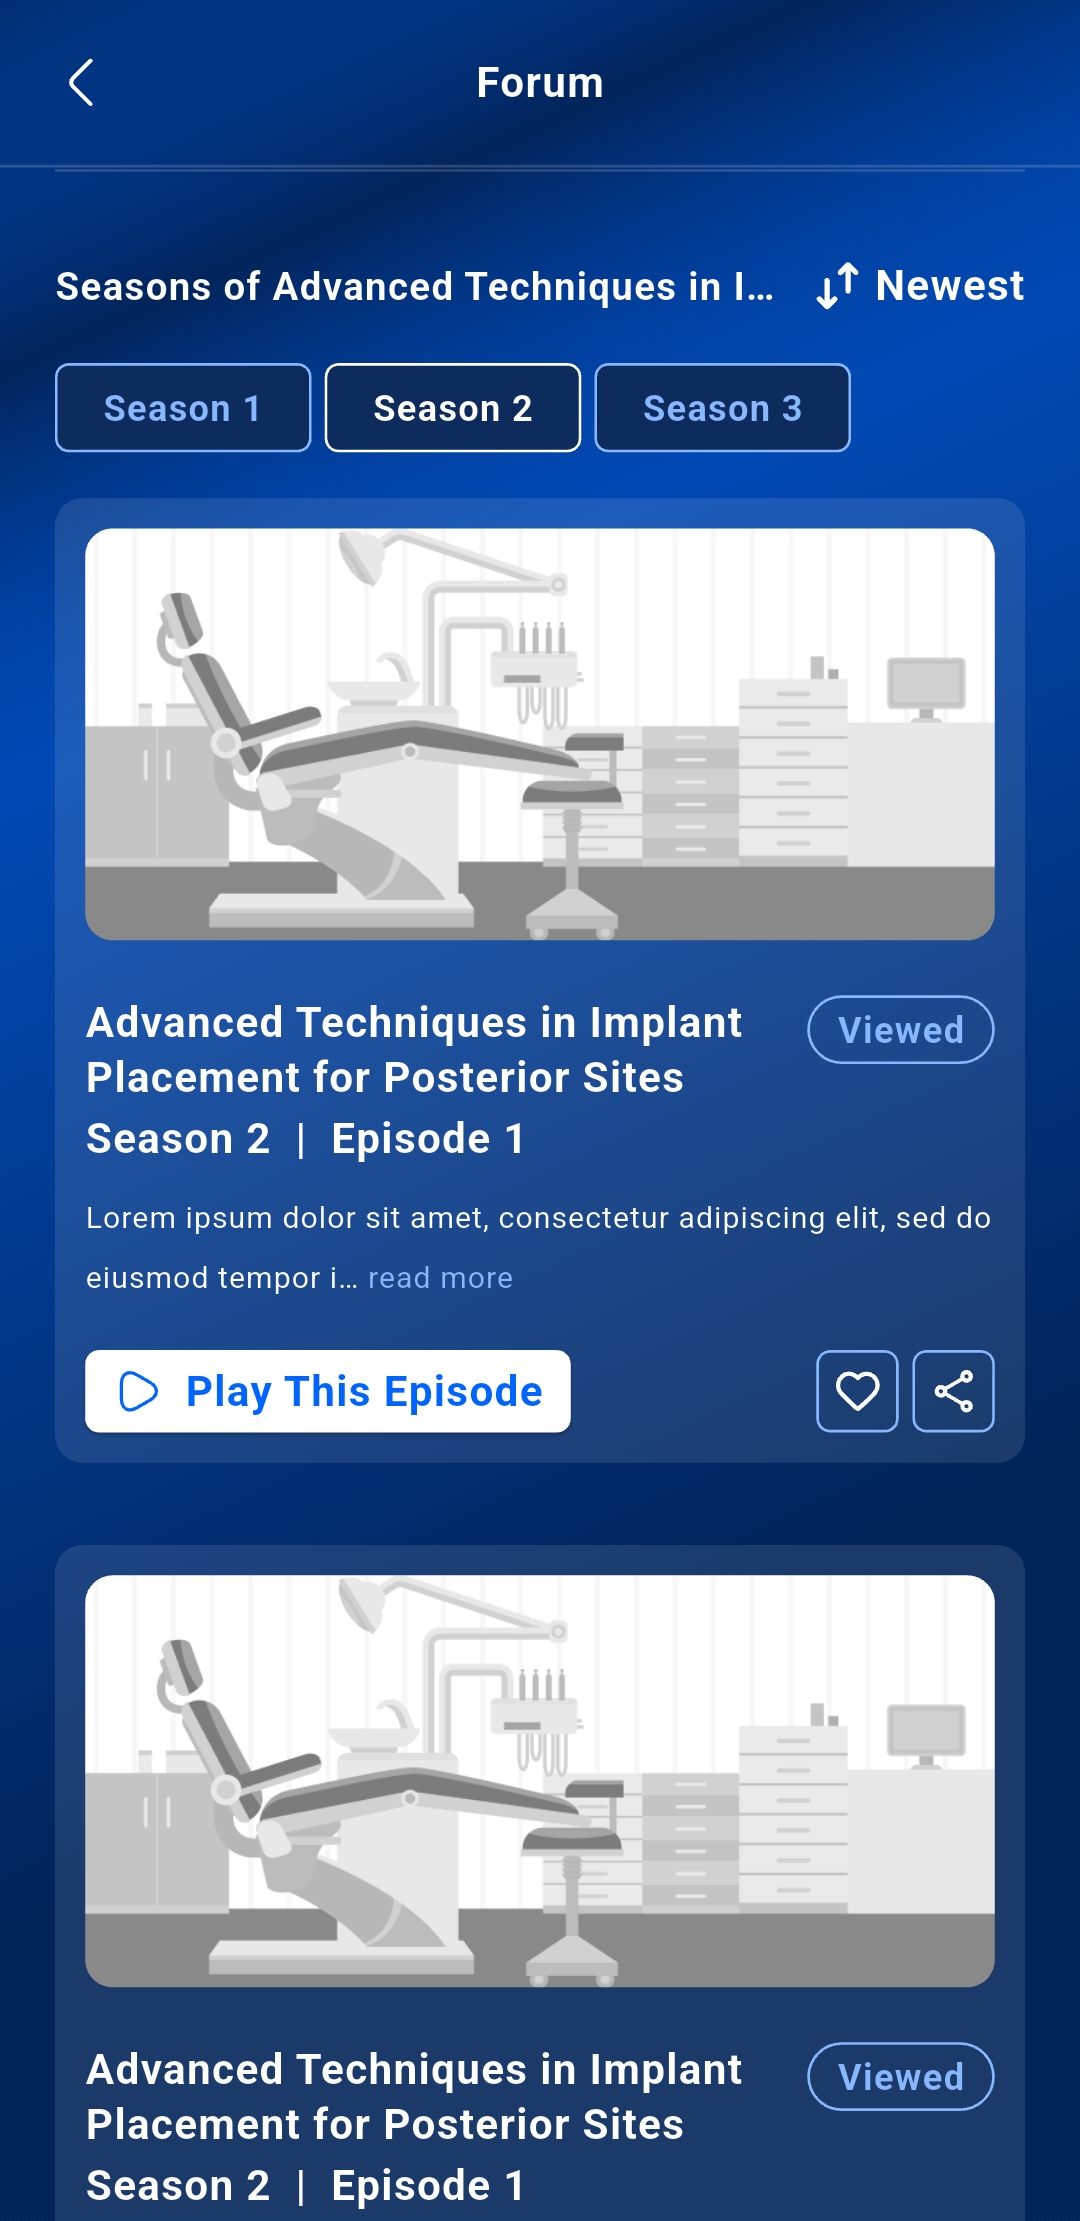 Forum
Seasons of Advanced Techniques in I...
Newest
Season 1
Season 2
Season 3
Advanced Techniques in Implant
Placement for Posterior Sites
Viewed
Season 2 | Episode 1
Lorem ipsum dolor sit amet, consectetur adipiscing elit, sed do
eiusmod tempor i... read more
Play This Episode
Advanced Techniques in Implant
Placement for Posterior Sites
Viewed
Season 2 | Episode 1